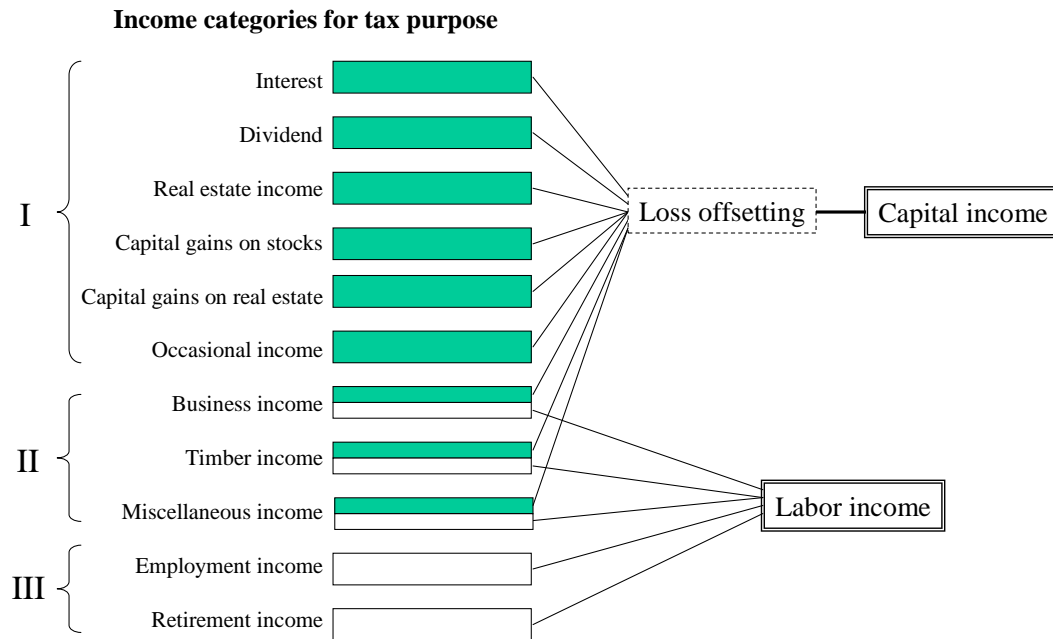 Income categories for tax purpose
Interest
Dividend
Real estate income
I
Loss offsetting
Capital income
Capital gains on stocks
Capital gains on real estate
Occasional income
Business income
II
Timber income
Miscellaneous income
Labor income
Employment income
III
Retirement income